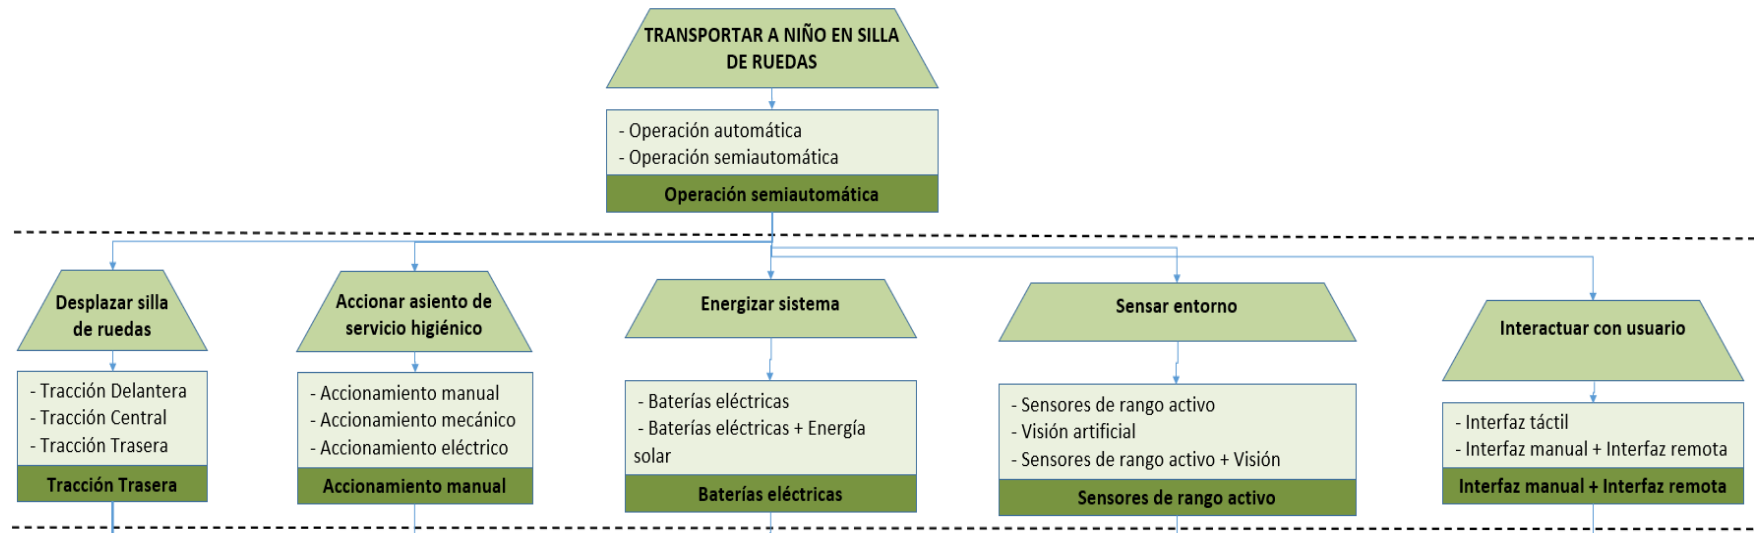 TRANSPORTAR A NIÑO EN SILLA
DE RUEDAS
- Operación automática
- Operación semiautomática
Operación semiautomática
Desplazar silla
de ruedas
- Tracción Delantera
- Tracción Central
- Tracción Trasera
Tracción Trasera
Accionar asiento de
servicio higiénico
- Accionamiento manual
- Accionamiento mecánico
- Accionamiento eléctrico
Accionamiento manual
Energizar sistema
- Baterías eléctricas
- Baterías eléctricas + Energía
solar
Baterías eléctricas
Sensar entorno
- Sensores de rango activo
- Visión artificial
- Sensores de rango activo + Visión
Sensores de rango activo
Interactuar con usuario
- Interfaz táctil
- Interfaz manual + Interfaz remota
Interfaz manual + Interfaz remota